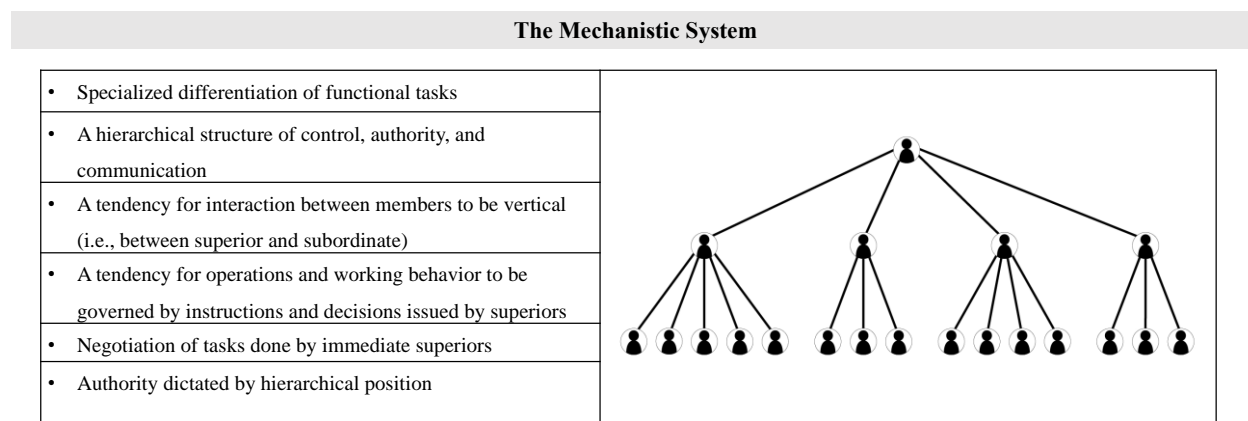 The Mechanistic System
• Specialized differentiation of functional tasks
• A hierarchical structure of control, authority, and
communication
• A tendency for interaction between members to be vertical
(i.e., between superior and subordinate)
• A tendency for operations and working behavior to be
governed by instructions and decisions issued by superiors
• Negotiation of tasks done by immediate superiors
• Authority dictated by hierarchical position